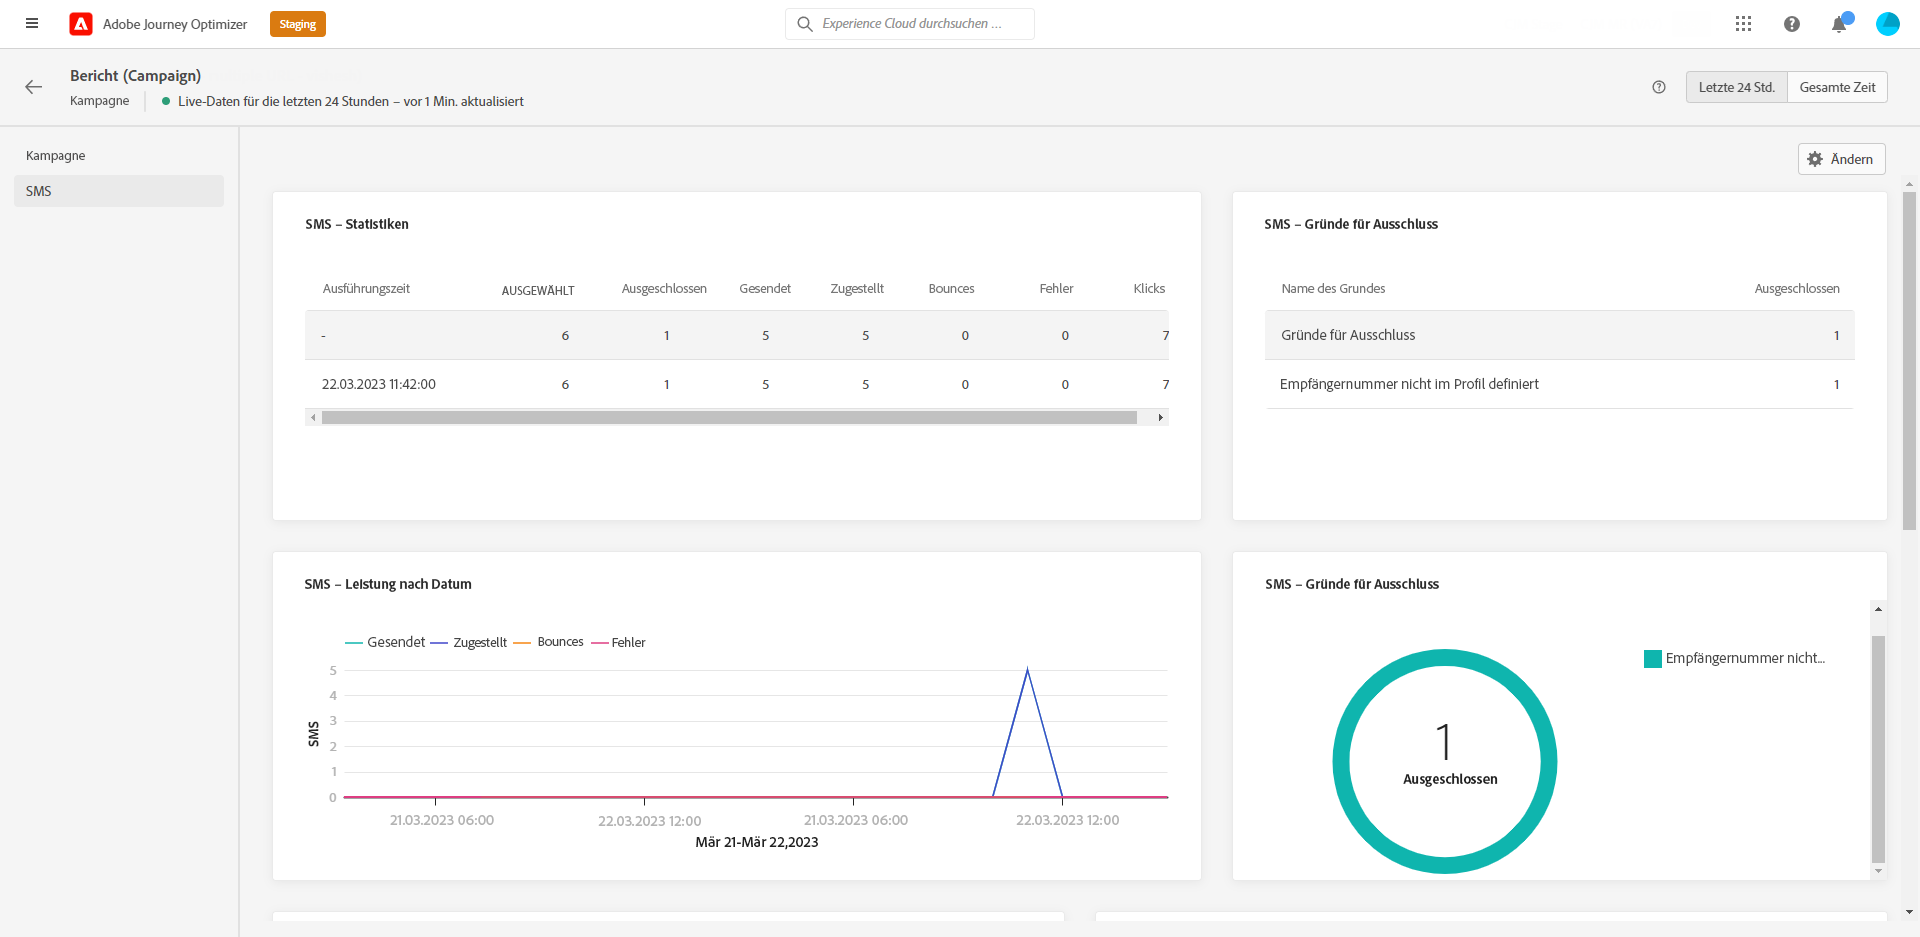 Adobe Journey Optimizer
Staging
Experience Cloud durchsuchen ...
Bericht (Campaign)
Kampagne
Live-Daten für die letzten 24 Stunden – vor 1 Min. aktualisiert
Letzte 24 Std.
Gesamte Zeit
Kampagne
SMS
Ändern
SMS – Statistiken
Ausführungszeit AUSGEWÄHLT Ausgeschlossen Gesendet Zugestellt Bounces Fehler Klicks
- 6 1 5 5 0 0 7
22.03.2023 11:42:00 6 1 5 5 0 0 7
SMS – Gründe für Ausschluss
Name des Grundes Ausgeschlossen
Gründe für Ausschluss 1
Empfängernummer nicht im Profil definiert 1
SMS – Leistung nach Datum
Gesendet Zugestellt Bounces Fehler
5
4
3
2
1
0
SMS
21.03.2023 06:00 22.03.2023 12:00 21.03.2023 06:00 22.03.2023 12:00
Mär 21-Mär 22,2023
SMS – Gründe für Ausschluss
1
Ausgeschlossen
Empfängernummer nicht...